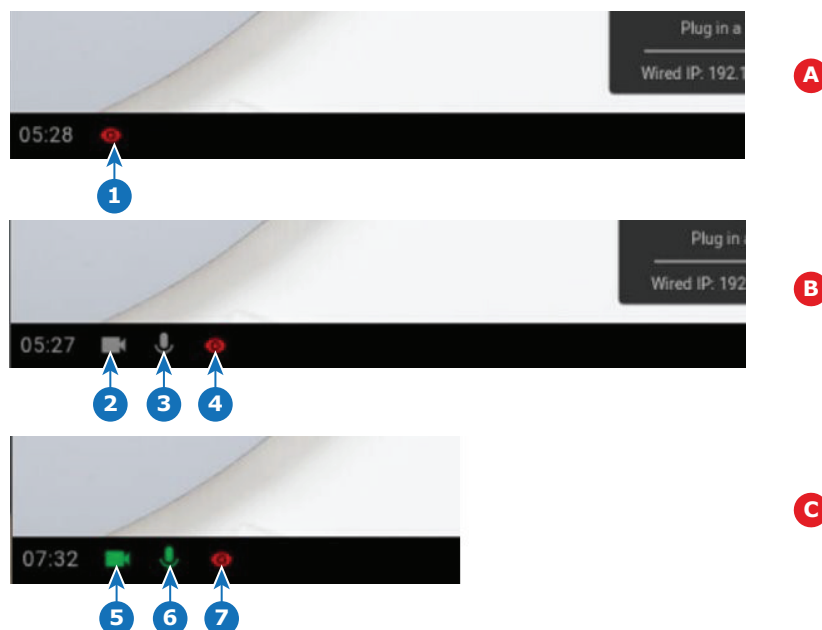 Plug in a
Wired IP: 192.1
A
05:28
1
Plug in
Wired IP: 192
B
05:27
2 3 4
C
07:32
5 6 7